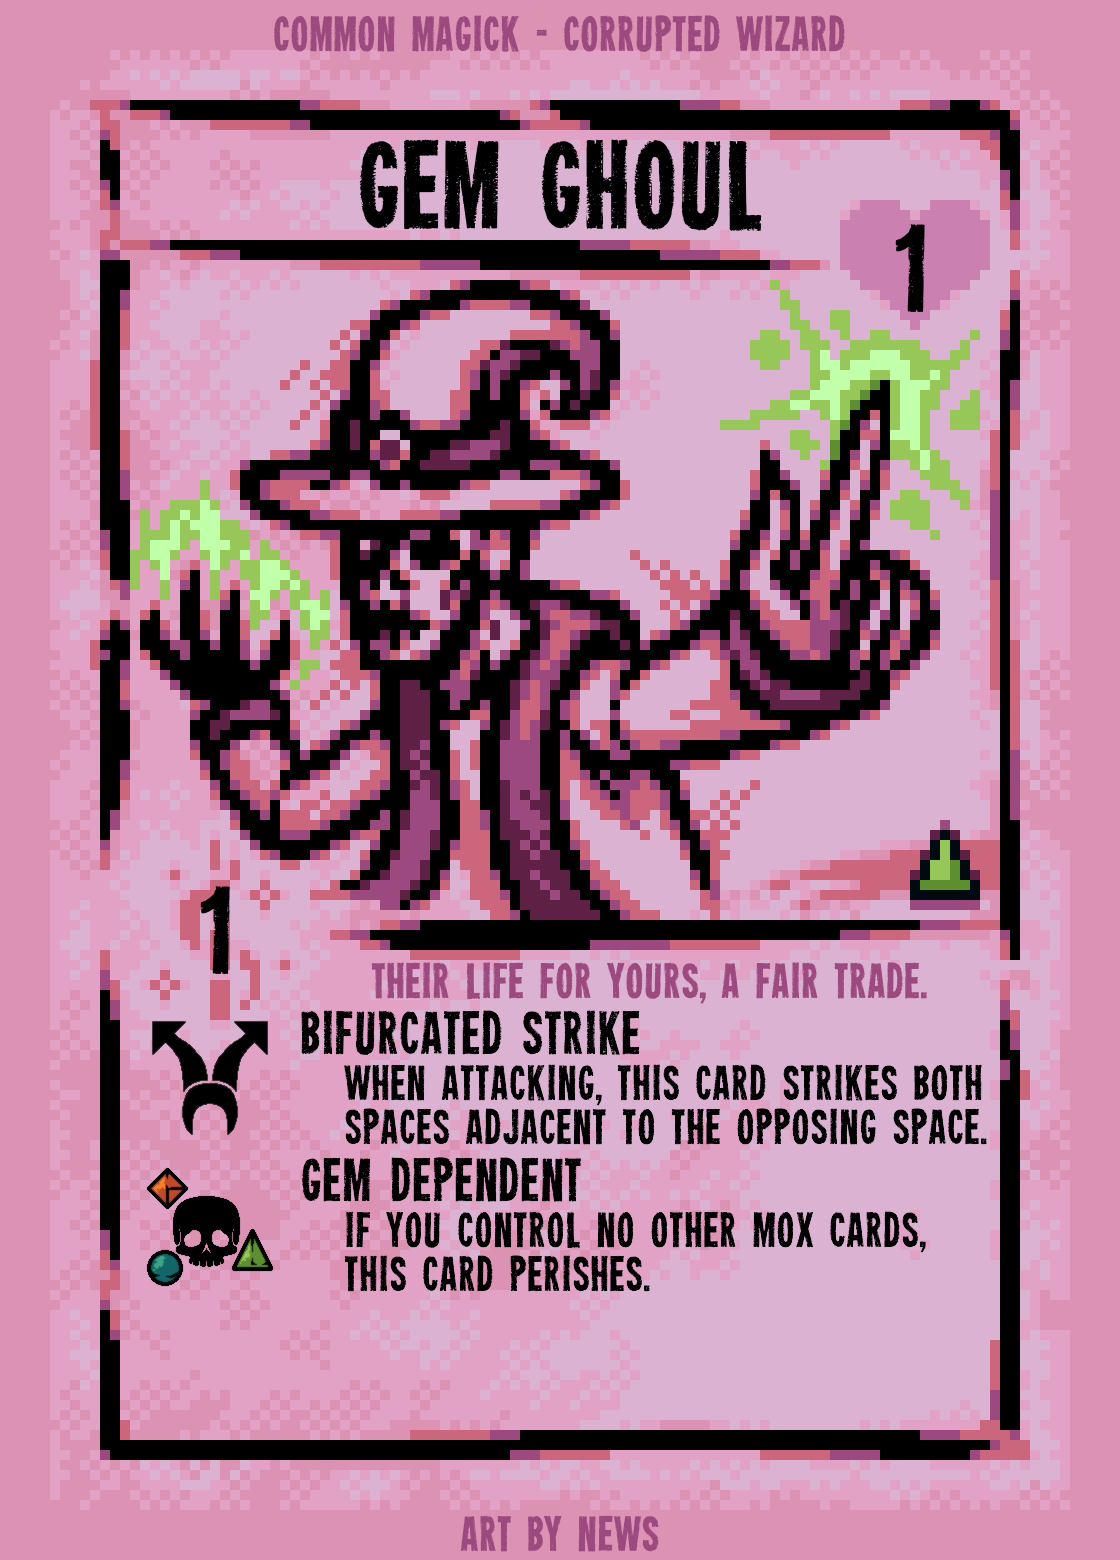 COMMON MAGICK - CORRUPTED WIZARD
GEM GHOUL
1
1
THEIR LIFE FOR YOURS, A FAIR TRADE.
BIFURCATED STRIKE
WHEN ATTACKING, THIS CARD STRIKES BOTH
SPACES ADJACENT TO THE OPPOSING SPACE.
GEM DEPENDENT
IF YOU CONTROL NO OTHER MOX CARDS,
THIS CARD PERISHES.
ART BY NEWS